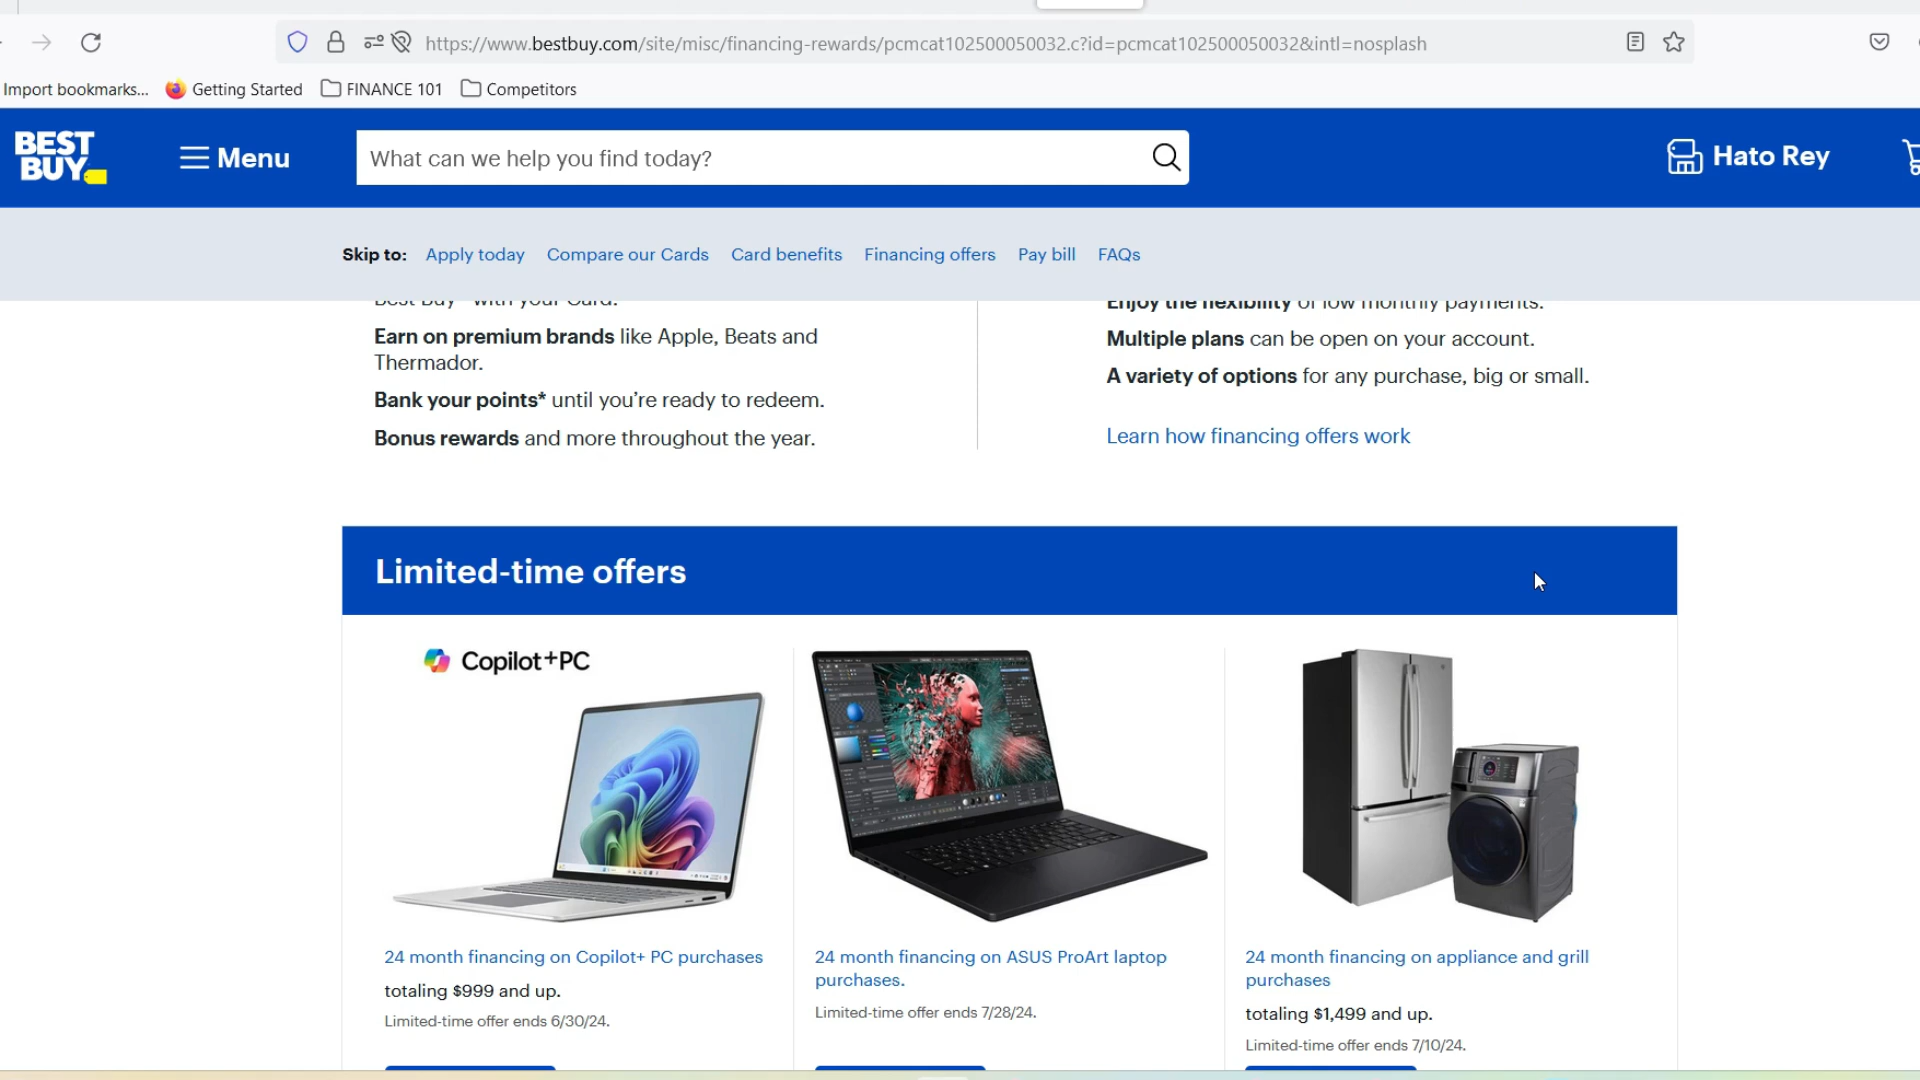 https://www.bestbuy.com/site/misc/financing-rewards/pcmcat102500050032.c?id=pcmcat102500050032&intl=nosplash
Import bookmarks... Getting Started FINANCE 101 Competitors
BEST
BUY
Menu
What can we help you find today?
Hato Rey
Skip to: Apply today Compare our Cards Card benefits Financing offers Pay bill FAQs
Best Buy with your Card.
Earn on premium brands like Apple, Beats and
Thermador.
Bank your points* until you're ready to redeem.
Bonus rewards and more throughout the year.
Enjoy the flexibility of low monthly payments.
Multiple plans can be open on your account.
A variety of options for any purchase, big or small.
Learn how financing offers work
Limited-time offers
Copilot+PC
24 month financing on Copilot+ PC purchases
totaling $999 and up.
Limited-time offer ends 6/30/24.
24 month financing on ASUS ProArt laptop
purchases.
Limited-time offer ends 7/28/24.
24 month financing on appliance and grill
purchases
totaling $1,499 and up.
Limited-time offer ends 7/10/24.